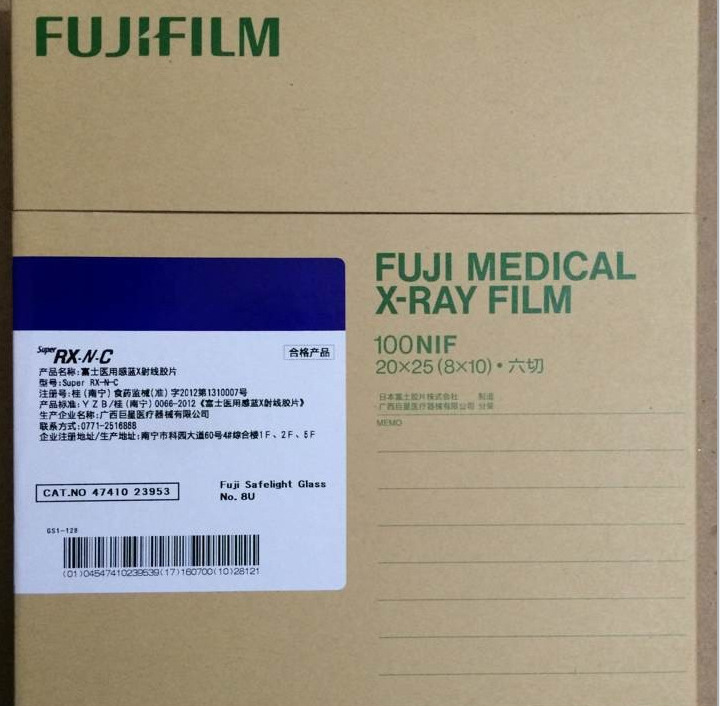 FUJIFILM
FUJI MEDICAL
X-RAY FILM
100NIF
20×25 (8×10)・六切
日本富士胶片株式会社 制造
广西巨星医疗器械有限公司 分装
MEMO
Super RX-N-C
合格产品
产品名称:富士医用感蓝X射线胶片
型号:Super RX-N-C
注册号:桂(南宁)食药监械(准)字2012第1310007号
产品标准:YZB/桂(南宁)0066-2012《富士医用感蓝X射线胶片》
生产企业名称:广西巨星医疗器械有限公司
联系方式:0771-2516888
企业注册地址/生产地址:南宁市科园大道60号4#综合楼1F、2F、5F
CAT.NO 47410 23953
Fuji Safelight Glass
No. 8U
GS1-128
(01)04547410239539(17)160700(10)28121